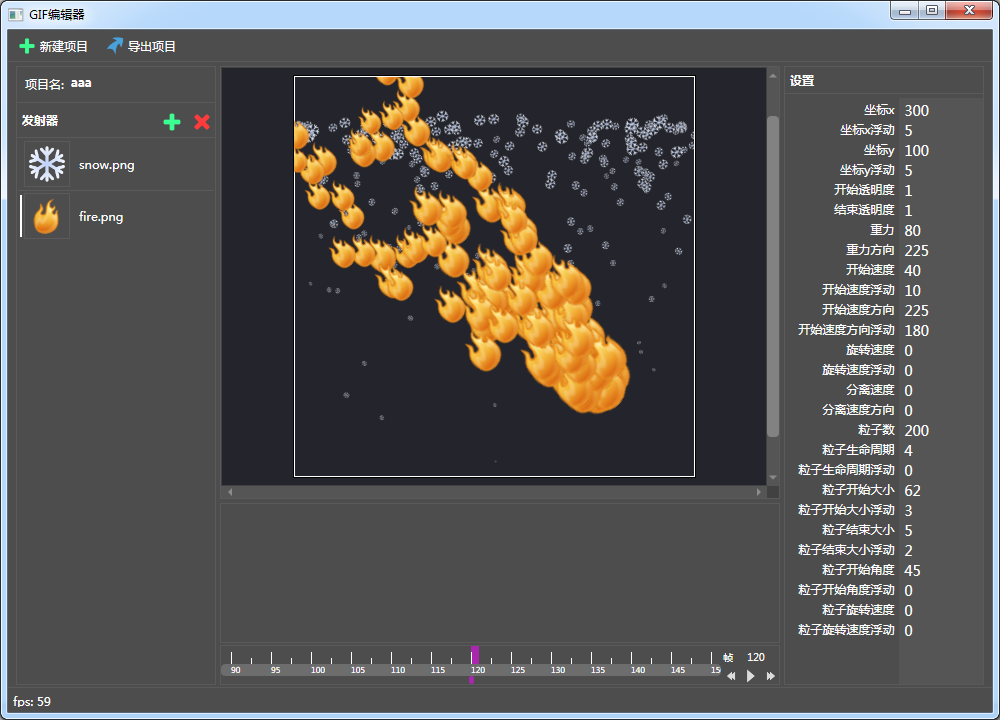 GIF编辑器
新建项目 导出项目
项目名: aaa
发射器
snow.png
fire.png
设置
坐标x 300
坐标x浮动 5
坐标y 100
坐标y浮动 5
开始透明度 1
结束透明度 1
重力 80
重力方向 225
开始速度 40
开始速度浮动 10
开始速度方向 225
开始速度方向浮动 180
旋转速度 0
旋转速度浮动 0
分离速度 0
分离速度方向 0
粒子数 200
粒子生命周期 4
粒子生命周期浮动 0
粒子开始大小 62
粒子开始大小浮动 3
粒子结束大小 5
粒子结束大小浮动 2
粒子开始角度 45
粒子开始角度浮动 0
粒子旋转速度 0
粒子旋转速度浮动 0
帧 120
90 95 100 105 110 115 120 125 130 135 140 145 15
fps: 59